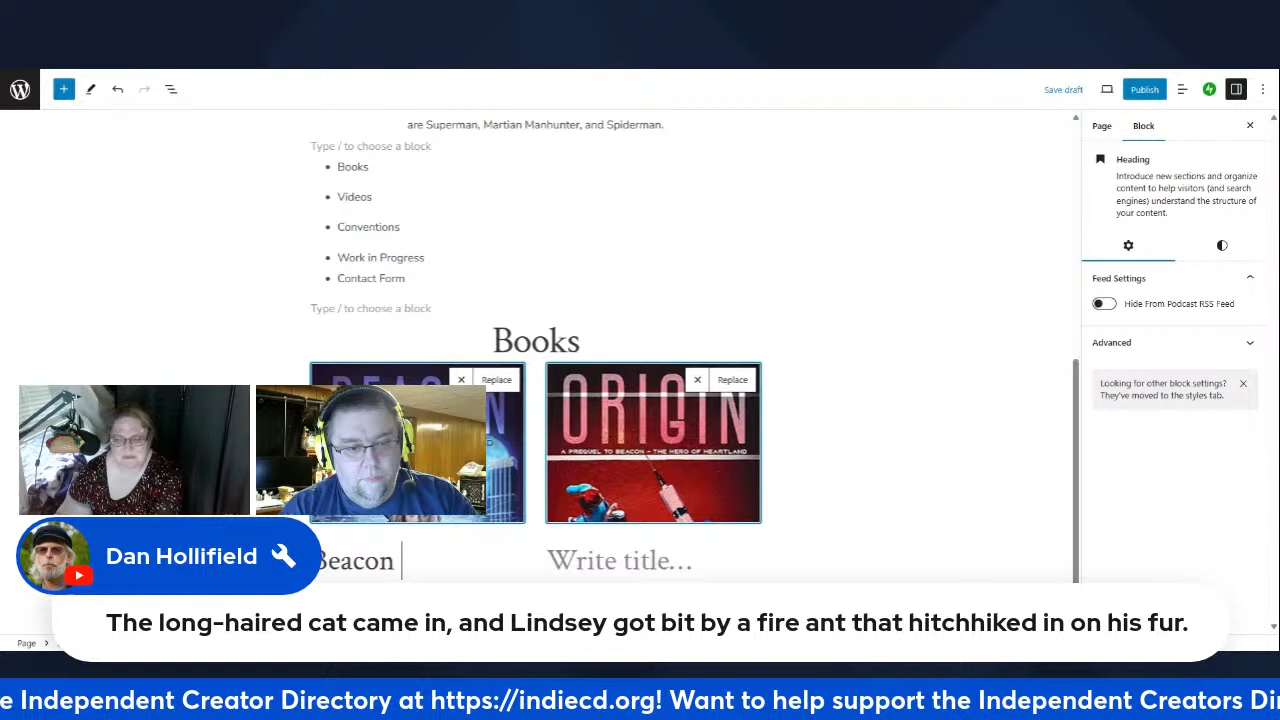 Save draft
Publish
are Superman, Martian Manhunter, and Spiderman.
Type / to choose a block
Books
Videos
Conventions
Work in Progress
Contact Form
Type / to choose a block
Books
Replace
Replace
ORIGIN
A PREQUEL TO BEACON - THE HERO OF HEARTLAND
Beacon
Write title...
Page
Block
Heading
Introduce new sections and organize
content to help visitors (and search
engines) understand the structure of
your content.
Feed Settings
Hide From Podcast RSS Feed
Advanced
Looking for other block settings?
They've moved to the styles tab.
Dan Hollifield
The long-haired cat came in, and Lindsey got bit by a fire ant that hitchhiked in on his fur.
Page
e Independent Creator Directory at https://indiecd.org! Want to help support the Independent Creators Di